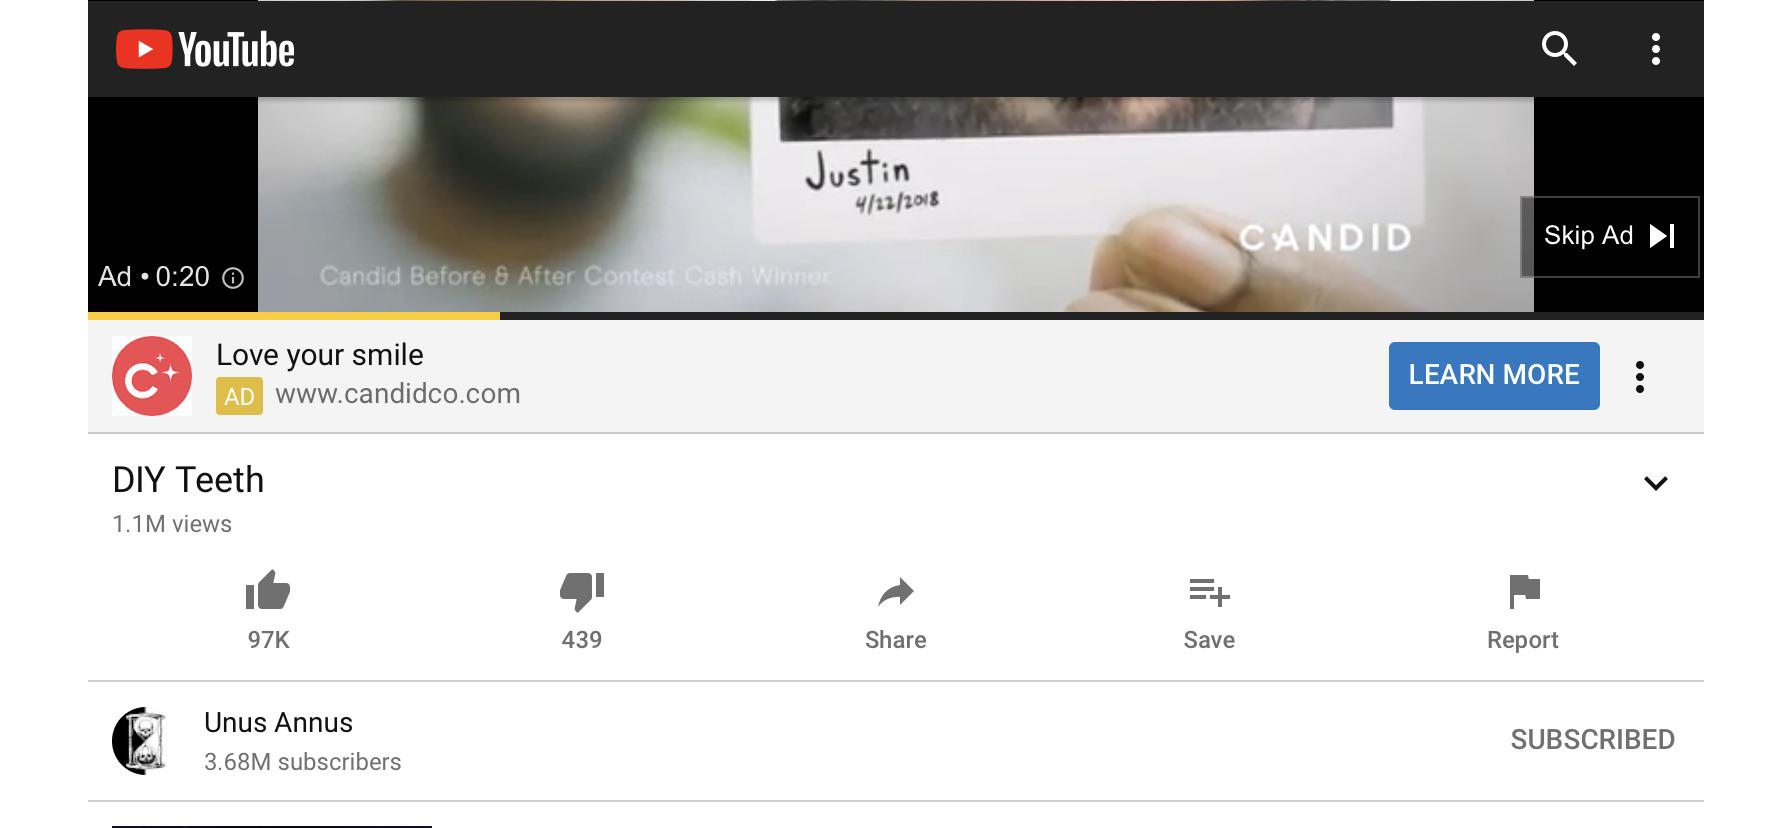 YouTube
Justin
4/22/2018
CANDID
Skip Ad
Ad • 0:20
Candid Before & After Contest Cash Winner
Love your smile
AD www.candidco.com
LEARN MORE
DIY Teeth
1.1M views
97K
439
Share
Save
Report
Unus Annus
3.68M subscribers
SUBSCRIBED